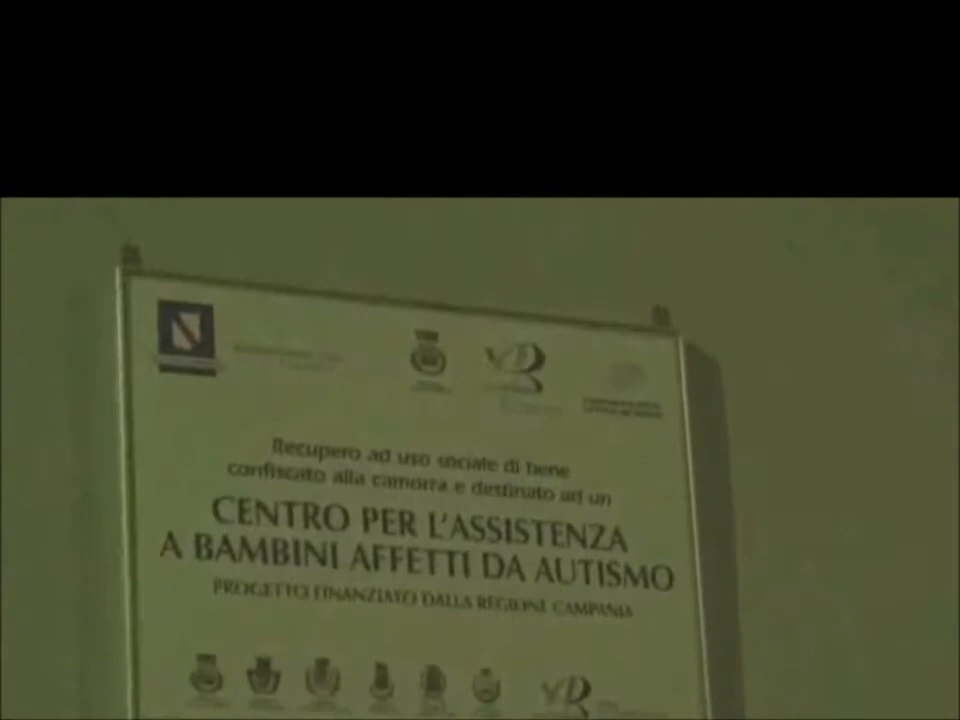 Recupero ad uso sociale di bene
confiscato alla camorra e destinato ad un
CENTRO PER L'ASSISTENZA
A BAMBINI AFFETTI DA AUTISMO
PROGETTO FINANZIATO DALLA REGIONE CAMPANIA